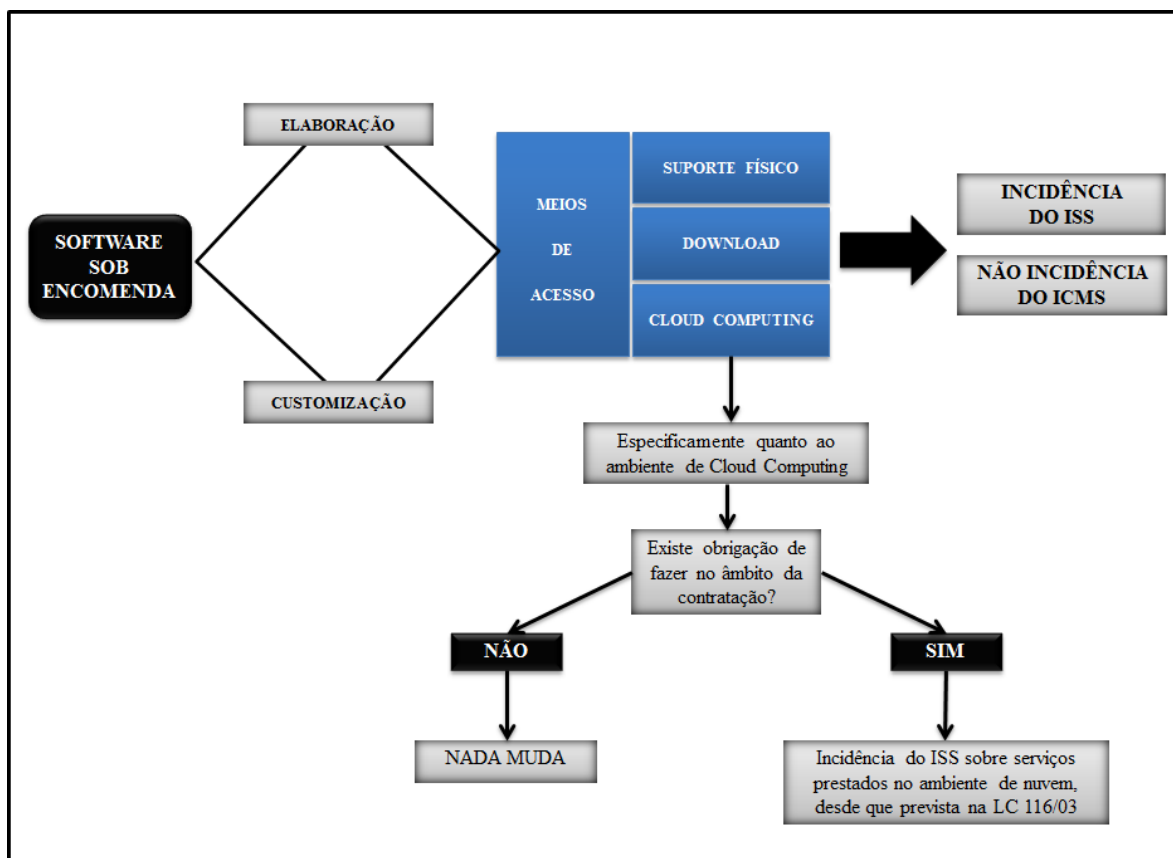 ELABORAÇÃO
SOFTWARE
SOB
ENCOMENDA
CUSTOMIZAÇÃO
MEIOS
DE
ACESSO
SUPORTE FÍSICO
DOWNLOAD
CLOUD COMPUTING
INCIDÊNCIA
DO ISS
NÃO INCIDÊNCIA
DO ICMS
Especificamente quanto ao
ambiente de Cloud Computing
Existe obrigação de
fazer no âmbito da
contratação?
NÃO
SIM
NADA MUDA
Incidência do ISS sobre serviços
prestados no ambiente de nuvem,
desde que prevista na LC 116/03